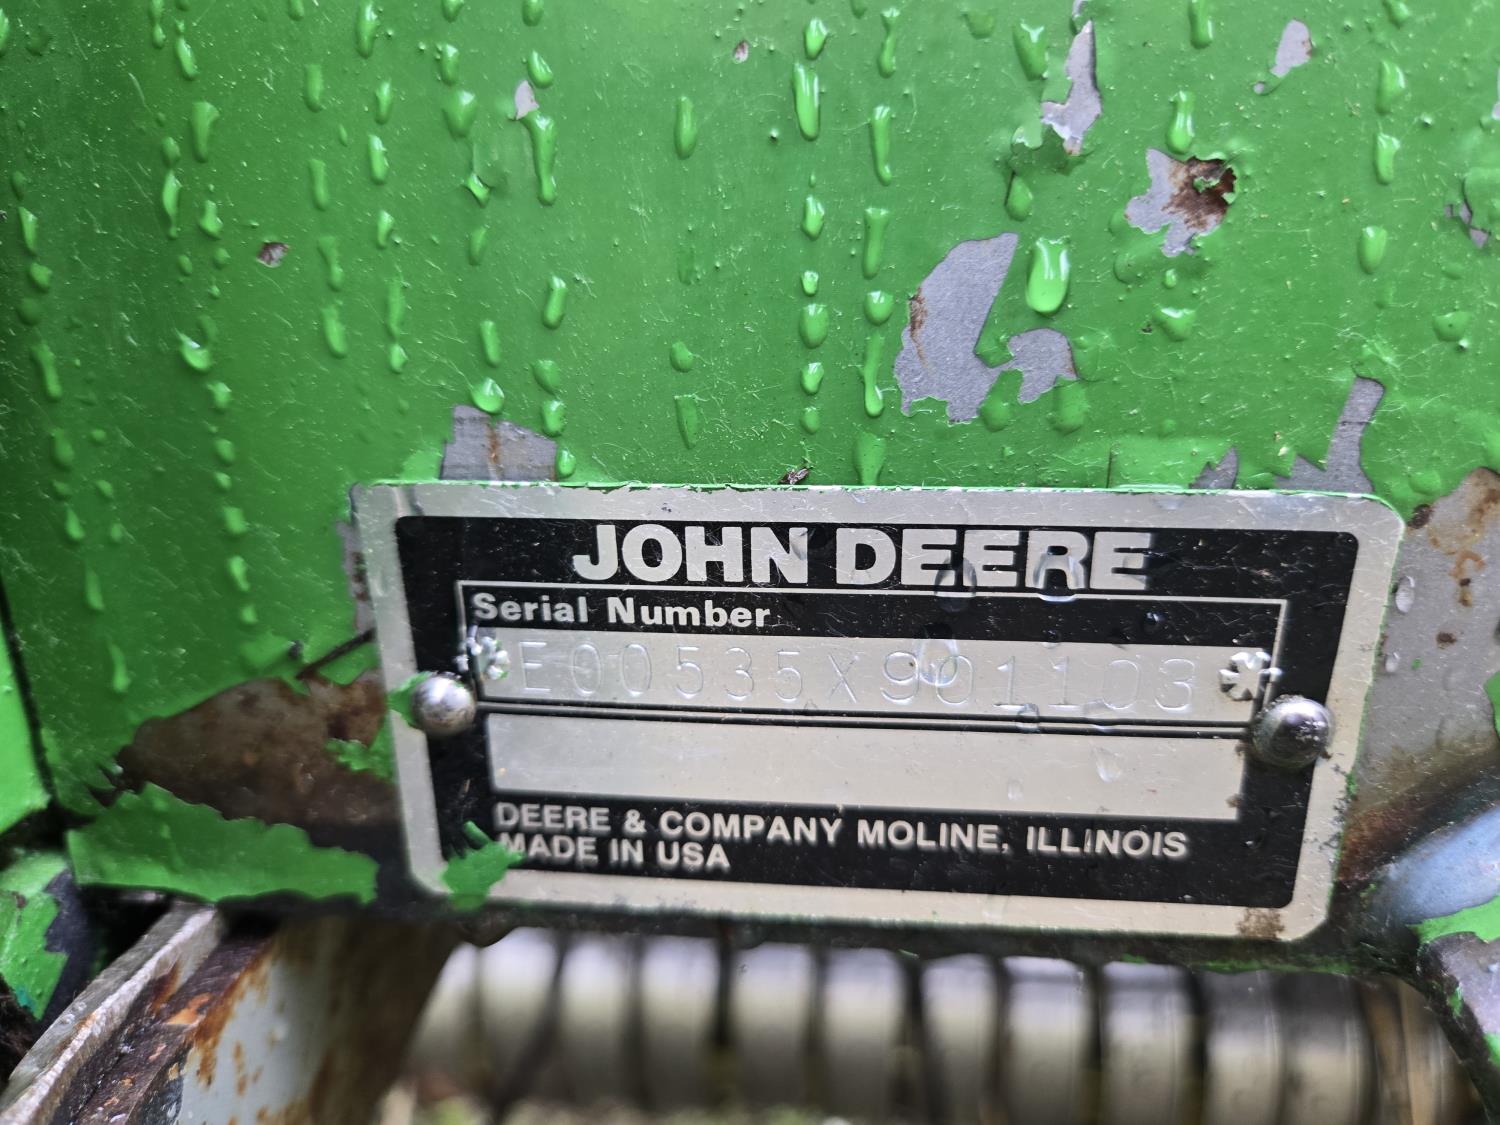 JOHN DEERE
Serial Number
*E00535X901103*
DEERE & COMPANY MOLINE, ILLINOIS
MADE IN USA